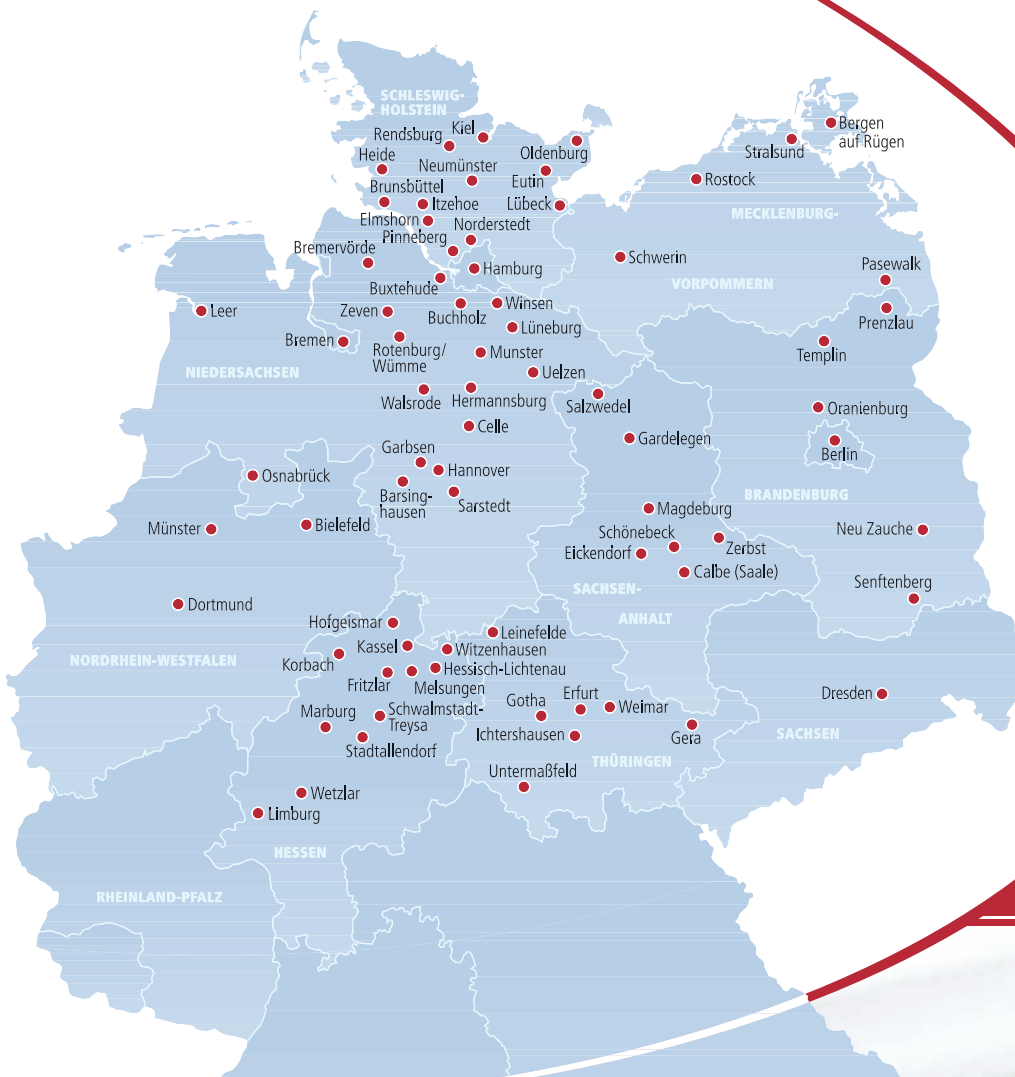 SCHLESWIG-
HOLSTEIN
Rendsburg
Kiel
Oldenburg
Heide
Neumünster
Eutin
Brunsbüttel
Itzehoe
Lübeck
Elmshorn
Norderstedt
Pinneberg
Hamburg
Bremervörde
Buxtehude
Bergen
auf Rügen
Stralsund
Rostock
MECKLENBURG-
Schwerin
VORPOMMERN
Pasewalk
Prenzlau
Templin
Leer
Zeven
Buchholz
Winsen
Lüneburg
Bremen
Rotenburg/
Wümme
Munster
Uelzen
NIEDERSACHSEN
Walsrode
Hermannsburg
Celle
Salzwedel
Gardelegen
Oranienburg
Berlin
BRANDENBURG
Garbsen
Hannover
Osnabrück
Barsing-
hausen
Sarstedt
Münster
Bielefeld
Magdeburg
Schönebeck
Zerbst
Eickendorf
Calbe (Saale)
Neu Zauche
Senftenberg
SACHSEN-
ANHALT
Dortmund
NORDRHEIN-WESTFALEN
Hofgeismar
Kassel
Witzenhausen
Leinefelde
Korbach
Hessisch-Lichtenau
Fritzlar
Melsungen
Marburg
Schwalmstadt-
Treysa
Stadtallendorf
Gotha
Erfurt
Weimar
Ichtershausen
Gera
Dresden
SACHSEN
THÜRINGEN
Untermaßfeld
Wetzlar
Limburg
HESSEN
RHEINLAND-PFALZ